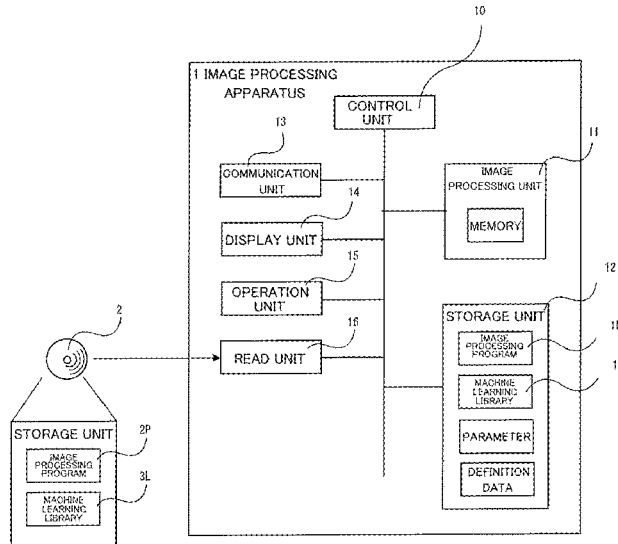 10
1 IMAGE PROCESSING
APPARATUS
CONTROL
UNIT
13
COMMUNICATION
UNIT
11
IMAGE
PROCESSING UNIT
MEMORY
14
DISPLAY UNIT
15
OPERATION
UNIT
12
STORAGE UNIT
IMAGE
PROCESSING
PROGRAM
MACHINE
LEARNING
LIBRARY
1
PARAMETER
DEFINITION
DATA
16
READ UNIT
2
STORAGE UNIT
IMAGE
PROCESSING
PROGRAM
2P
MACHINE
LEARNING
LIBRARY
3L